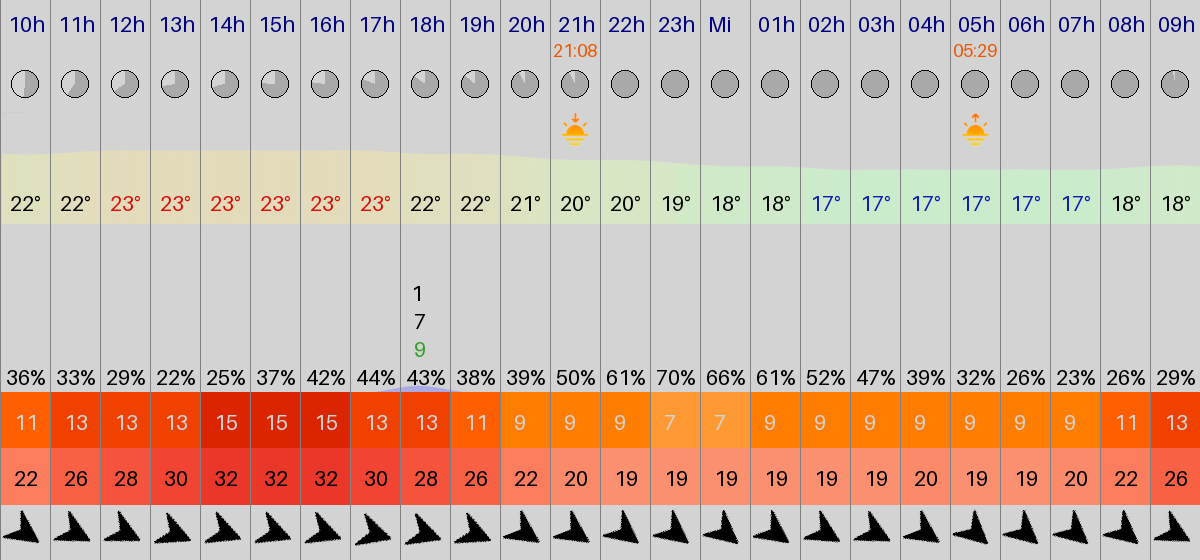 10h 11h 12h 13h 14h 15h 16h 17h 18h 19h 20h 21h 22h 23h Mi 01h 02h 03h 04h 05h 06h 07h 08h 09h
21:08 05:29
22° 22° 23° 23° 23° 23° 23° 23° 22° 22° 21° 20° 20° 19° 18° 18° 17° 17° 17° 17° 17° 17° 18° 18°
1
7
9
36% 33% 29% 22% 25% 37% 42% 44% 43% 38% 39% 50% 61% 70% 66% 61% 52% 47% 39% 32% 26% 23% 26% 29%
11 13 13 13 15 15 15 13 13 11 9 9 9 7 7 9 9 9 9 9 9 9 11 13
22 26 28 30 32 32 32 30 28 26 22 20 19 19 19 19 19 19 20 19 19 20 22 26